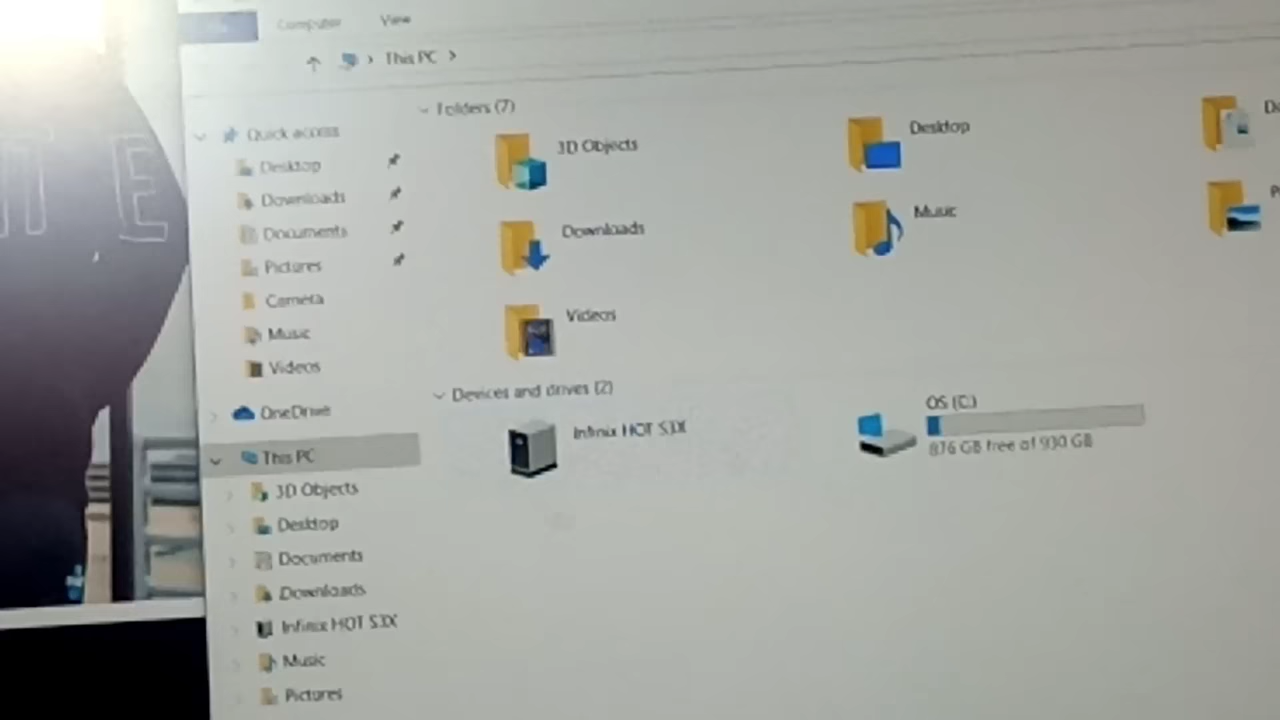 Computer View
This PC
Quick access
Desktop
Downloads
Documents
Pictures
Camera
Music
Videos
OneDrive
This PC
3D Objects
Desktop
Documents
Downloads
Infinix HOT S3X
Music
Pictures
Folders (7)
3D Objects
Desktop
Downloads
Music
Videos
Devices and drives (2)
Infinix HOT S3X
OS (C:)
876 GB free of 930 GB